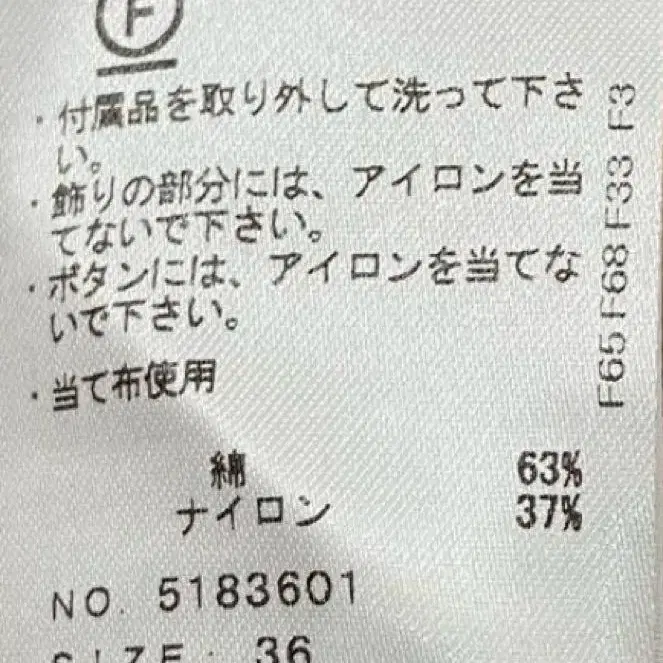 F
・付属品を取り外して洗って下さ
い。
・飾りの部分には、アイロンを当
てないで下さい。
・ボタンには、アイロンを当てな
いで下さい。
・当て布使用
綿 63%
ナイロン 37%
NO. 5183601
SIZE : 36
F65 F68 F33 F3